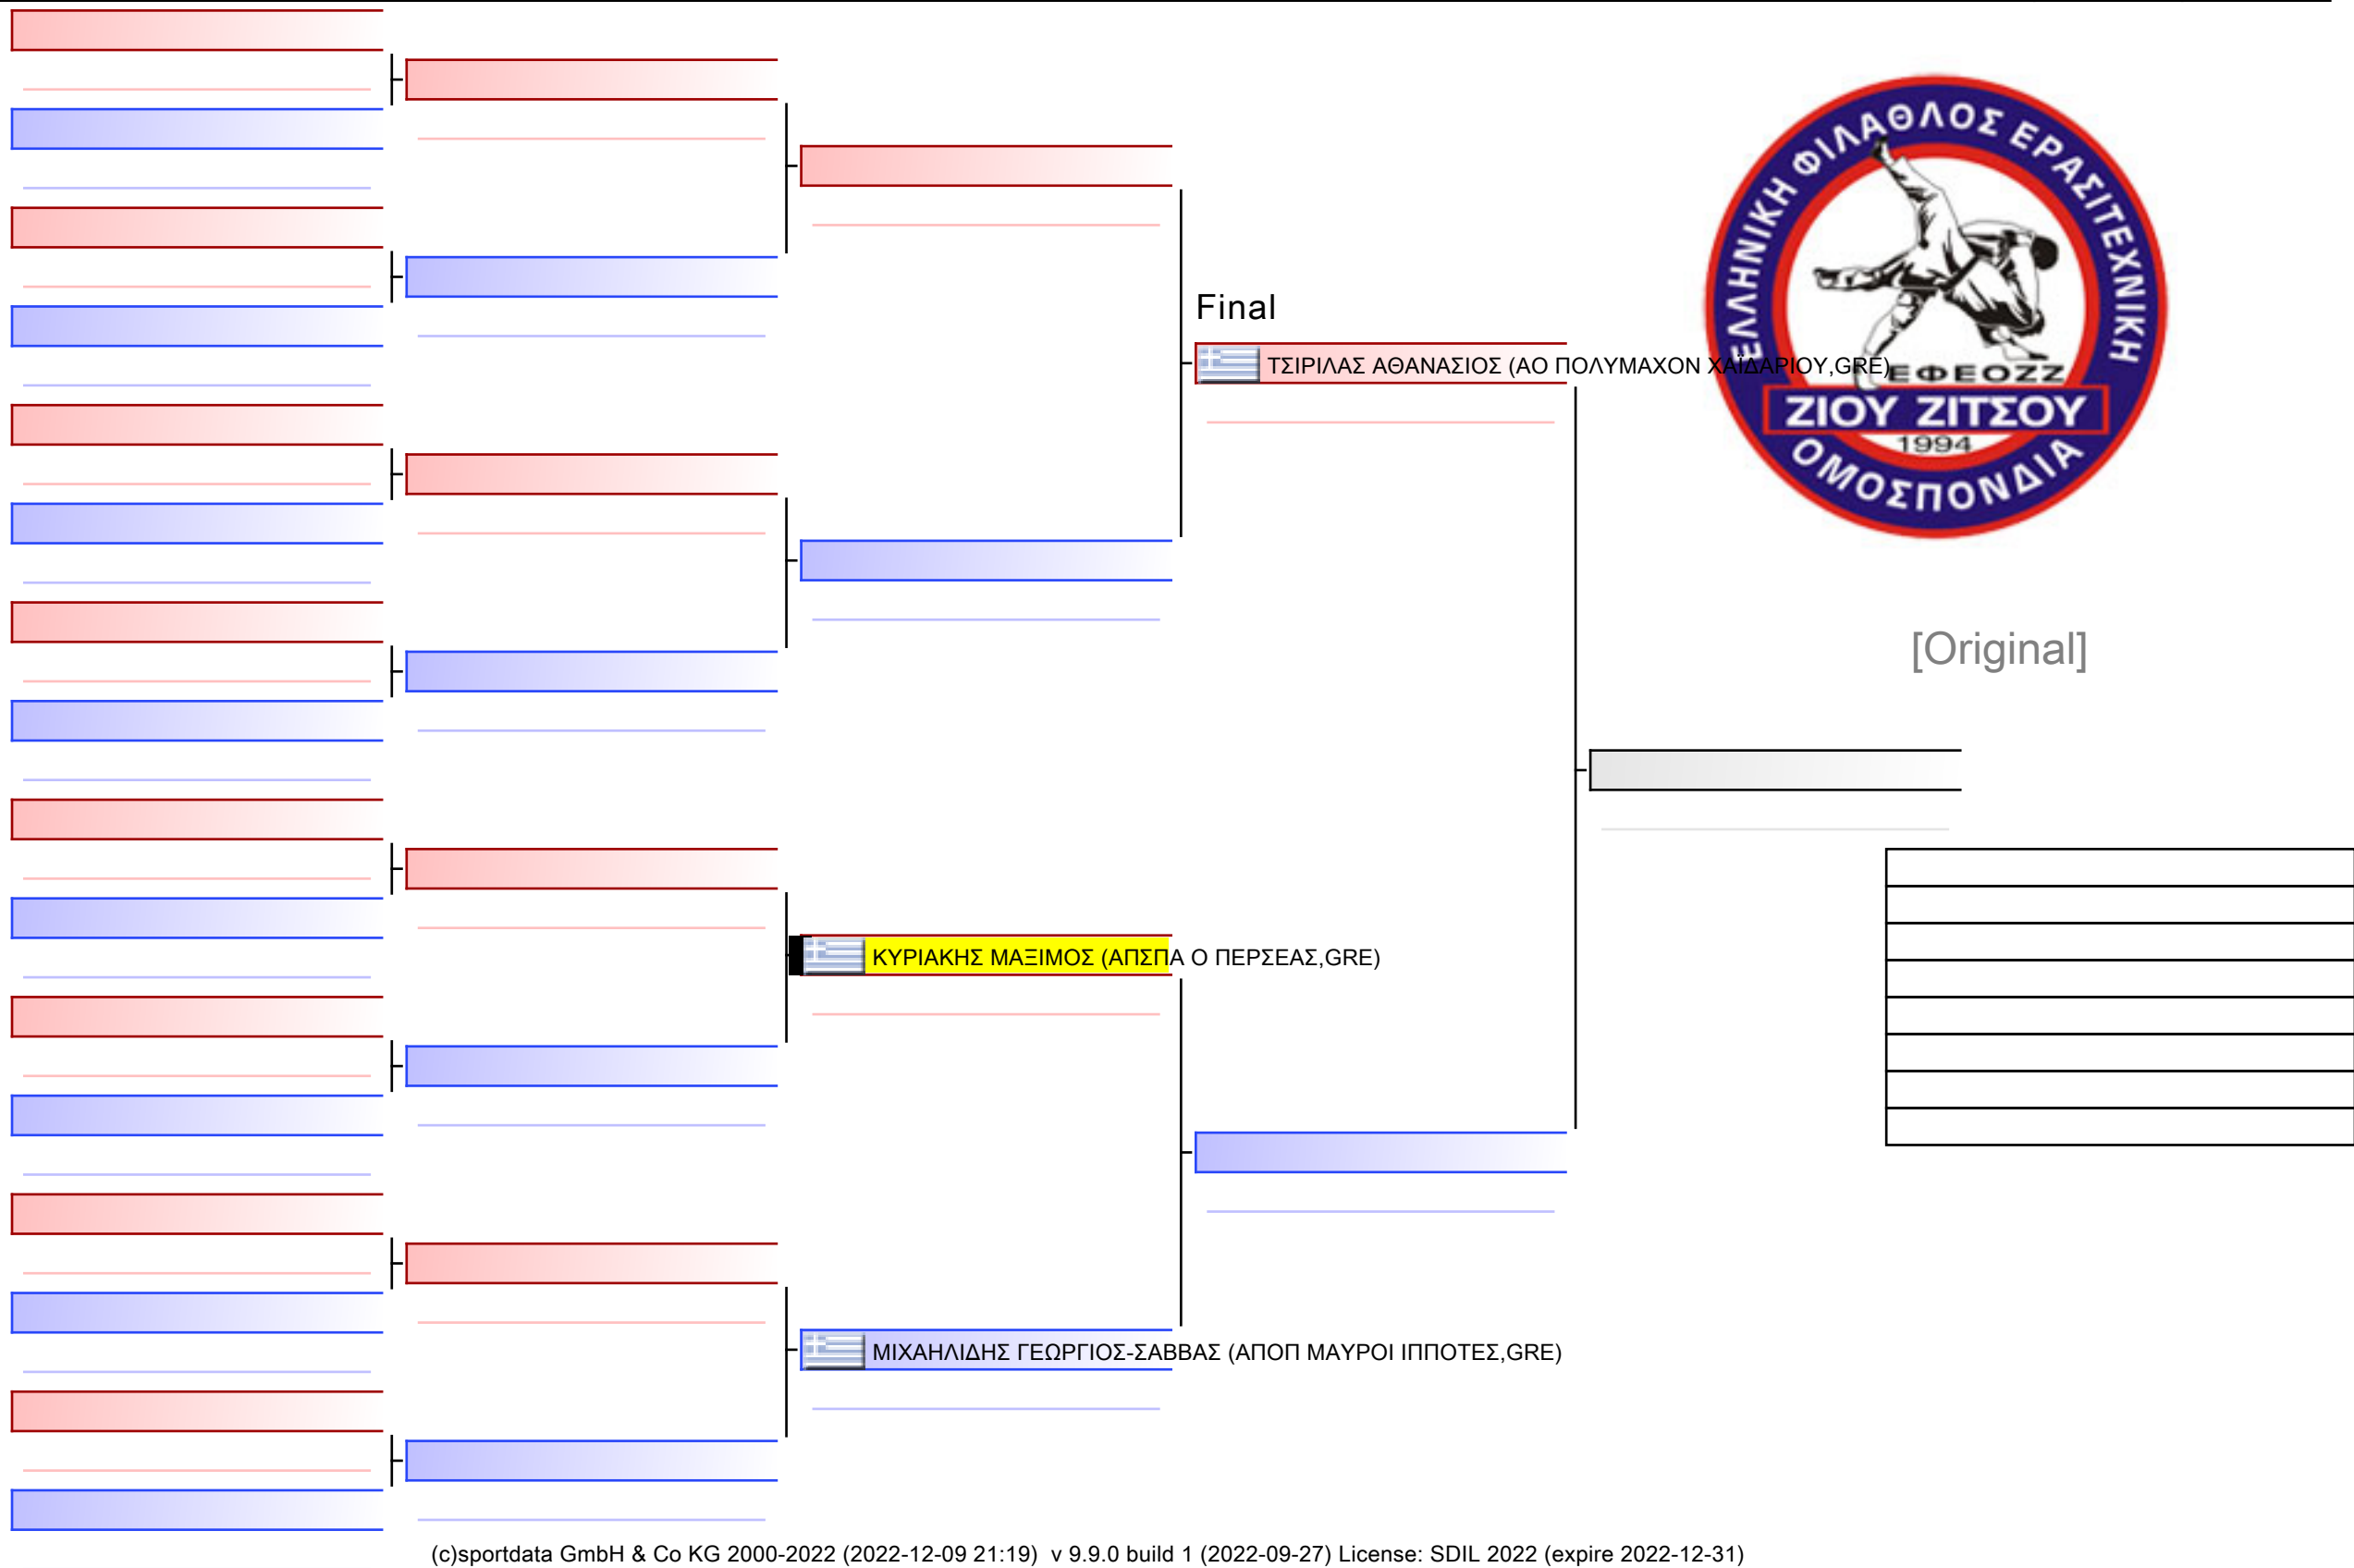 ΕΛΛΗΝΙΚΗ ΦΙΛΑΘΛΟΣ ΕΡΑΣΙΤΕΧΝΙΚΗ
Final
ΤΣΙΡΙΛΑΣ ΑΘΑΝΑΣΙΟΣ (ΑΟ ΠΟΛΥΜΑΧΟΝ ΧΑΪΔΑΡΙΟΥ,GRE)
ΕΦΕΟΖΖ
ΖΙΟΥ ΖΙΤΣΟΥ
1994
ΟΜΟΣΠΟΝΔΙΑ
[Original]
ΚΥΡΙΑΚΗΣ ΜΑΞΙΜΟΣ (ΑΠΣΠΑ Ο ΠΕΡΣΕΑΣ,GRE)
ΜΙΧΑΗΛΙΔΗΣ ΓΕΩΡΓΙΟΣ-ΣΑΒΒΑΣ (ΑΠΟΠ ΜΑΥΡΟΙ ΙΠΠΟΤΕΣ,GRE)
(c)sportdata GmbH & Co KG 2000-2022 (2022-12-09 21:19) v 9.9.0 build 1 (2022-09-27) License: SDIL 2022 (expire 2022-12-31)